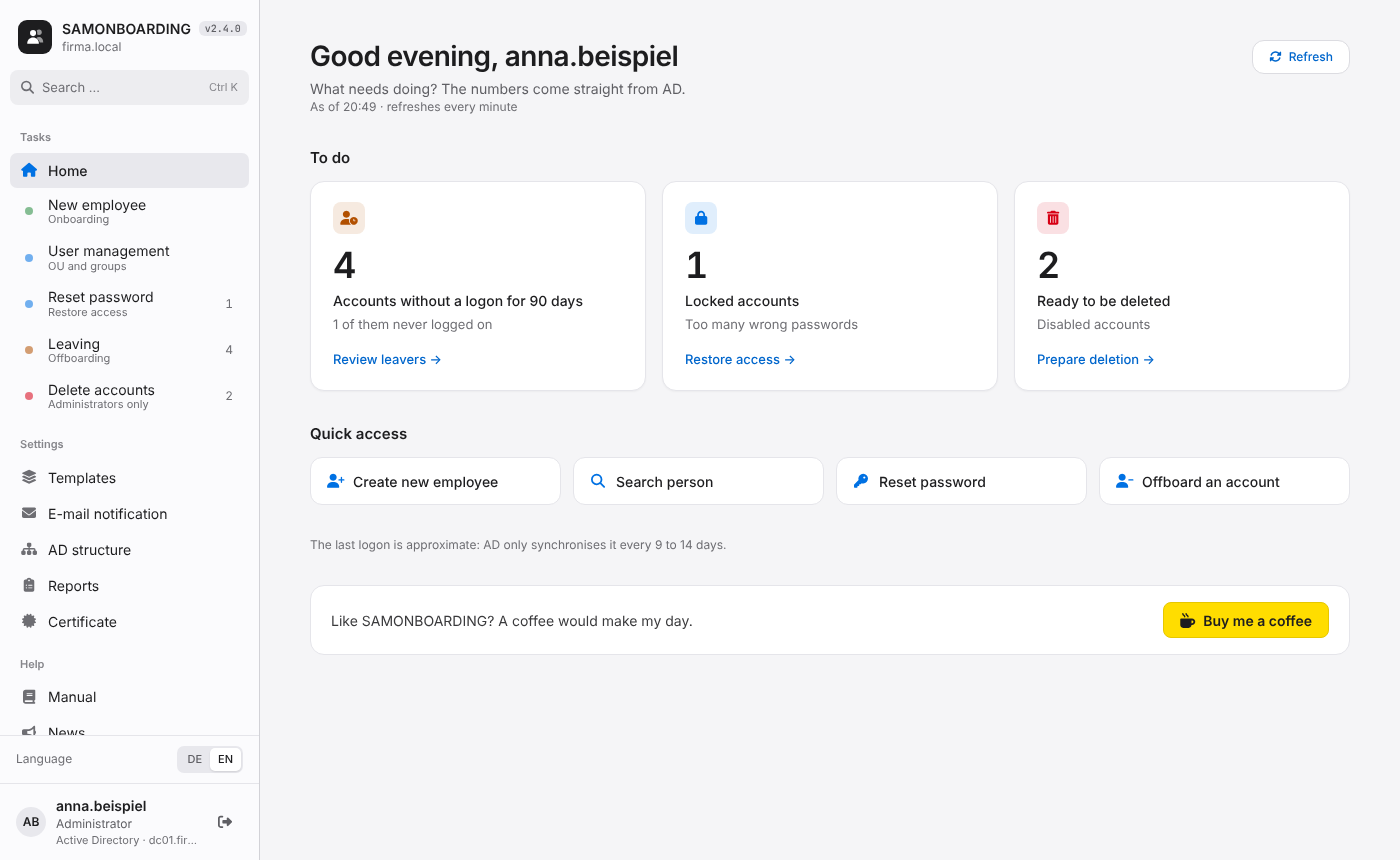 SAMONBOARDING v2.4.0
firma.local
Search ... Ctrl K
Tasks
Home
New employee
Onboarding
User management
OU and groups
Reset password 1
Restore access
Leaving 4
Offboarding
Delete accounts 2
Administrators only
Settings
Templates
E-mail notification
AD structure
Reports
Certificate
Help
Manual
News
Language DE EN
AB anna.beispiel
Administrator
Active Directory · dc01.fir...
Good evening, anna.beispiel
Refresh
What needs doing? The numbers come straight from AD.
As of 20:49 · refreshes every minute
To do
4
Accounts without a logon for 90 days
1 of them never logged on
Review leavers →
1
Locked accounts
Too many wrong passwords
Restore access →
2
Ready to be deleted
Disabled accounts
Prepare deletion →
Quick access
Create new employee
Search person
Reset password
Offboard an account
The last logon is approximate: AD only synchronises it every 9 to 14 days.
Like SAMONBOARDING? A coffee would make my day.
Buy me a coffee